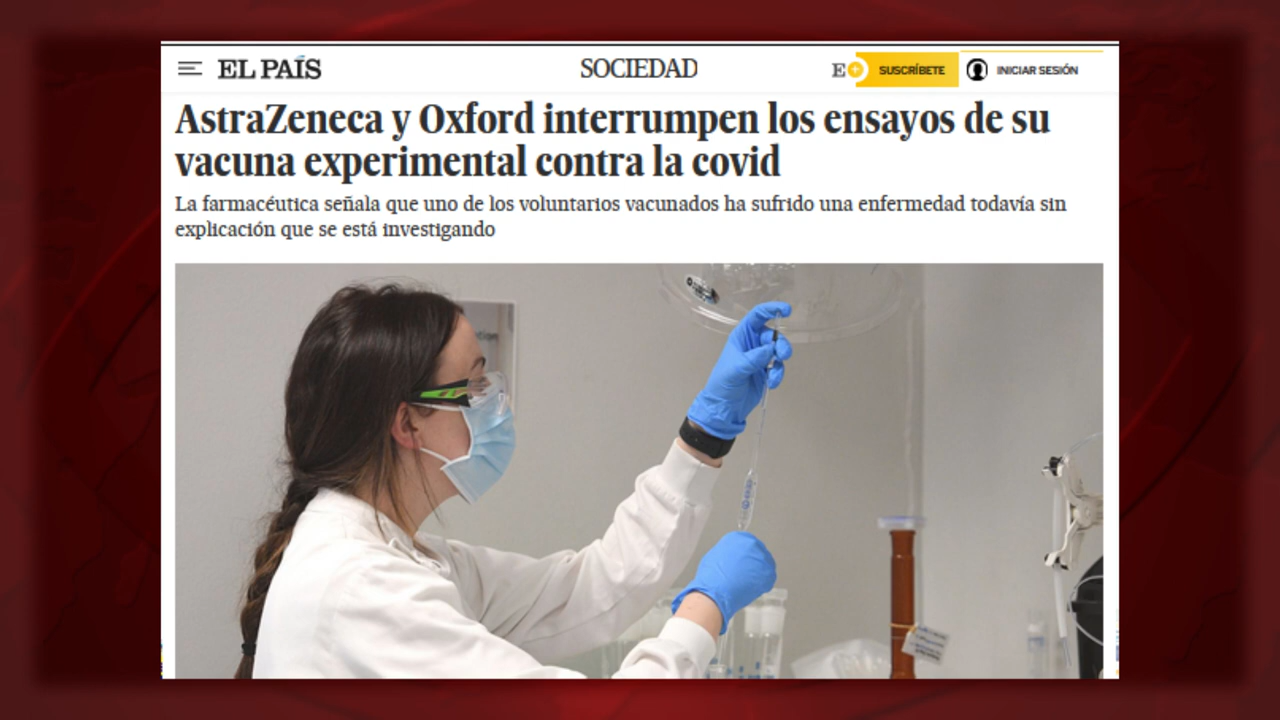 EL PAÍS
SOCIEDAD
E+
SUSCRÍBETE
INICIAR SESIÓN
AstraZeneca y Oxford interrumpen los ensayos de su
vacuna experimental contra la covid
La farmacéutica señala que uno de los voluntarios vacunados ha sufrido una enfermedad todavía sin
explicación que se está investigando